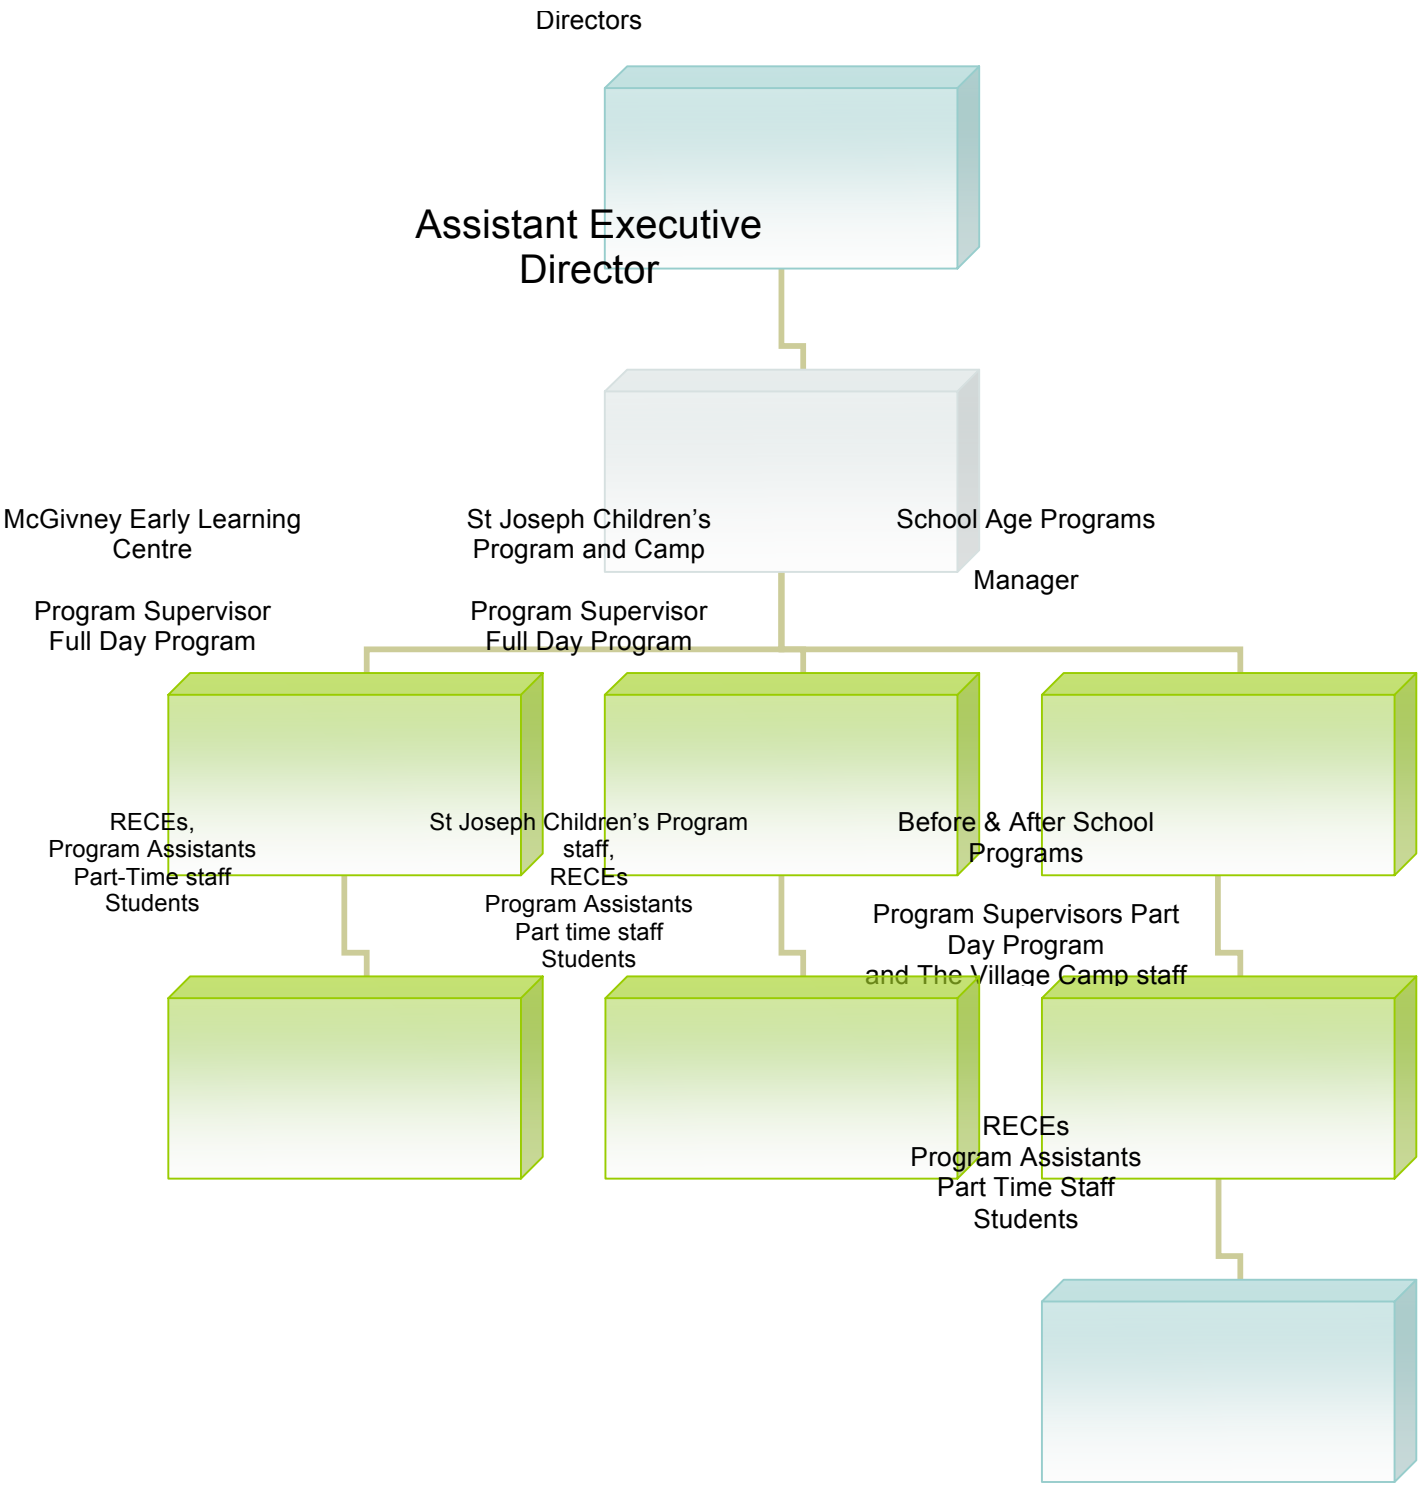 Directors
Assistant Executive
Director
McGivney Early Learning
Centre
Program Supervisor
Full Day Program
St Joseph Children’s
Program and Camp
Program Supervisor
Full Day Program
School Age Programs
Manager
RECEs,
Program Assistants
Part-Time staff
Students
St Joseph Children’s Program
staff,
RECEs
Program Assistants
Part time staff
Students
Before & After School
Programs
Program Supervisors Part
Day Program
and The Village Camp staff
RECEs
Program Assistants
Part Time Staff
Students